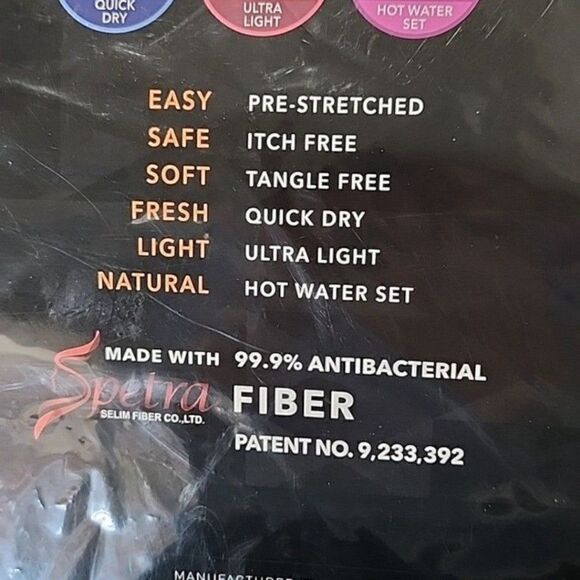 QUICK DRY
ULTRA LIGHT
HOT WATER SET
EASY PRE-STRETCHED
SAFE ITCH FREE
SOFT TANGLE FREE
FRESH QUICK DRY
LIGHT ULTRA LIGHT
NATURAL HOT WATER SET
MADE WITH 99.9% ANTIBACTERIAL
Spetra FIBER
SELIM FIBER CO.,LTD.
PATENT NO. 9,233,392